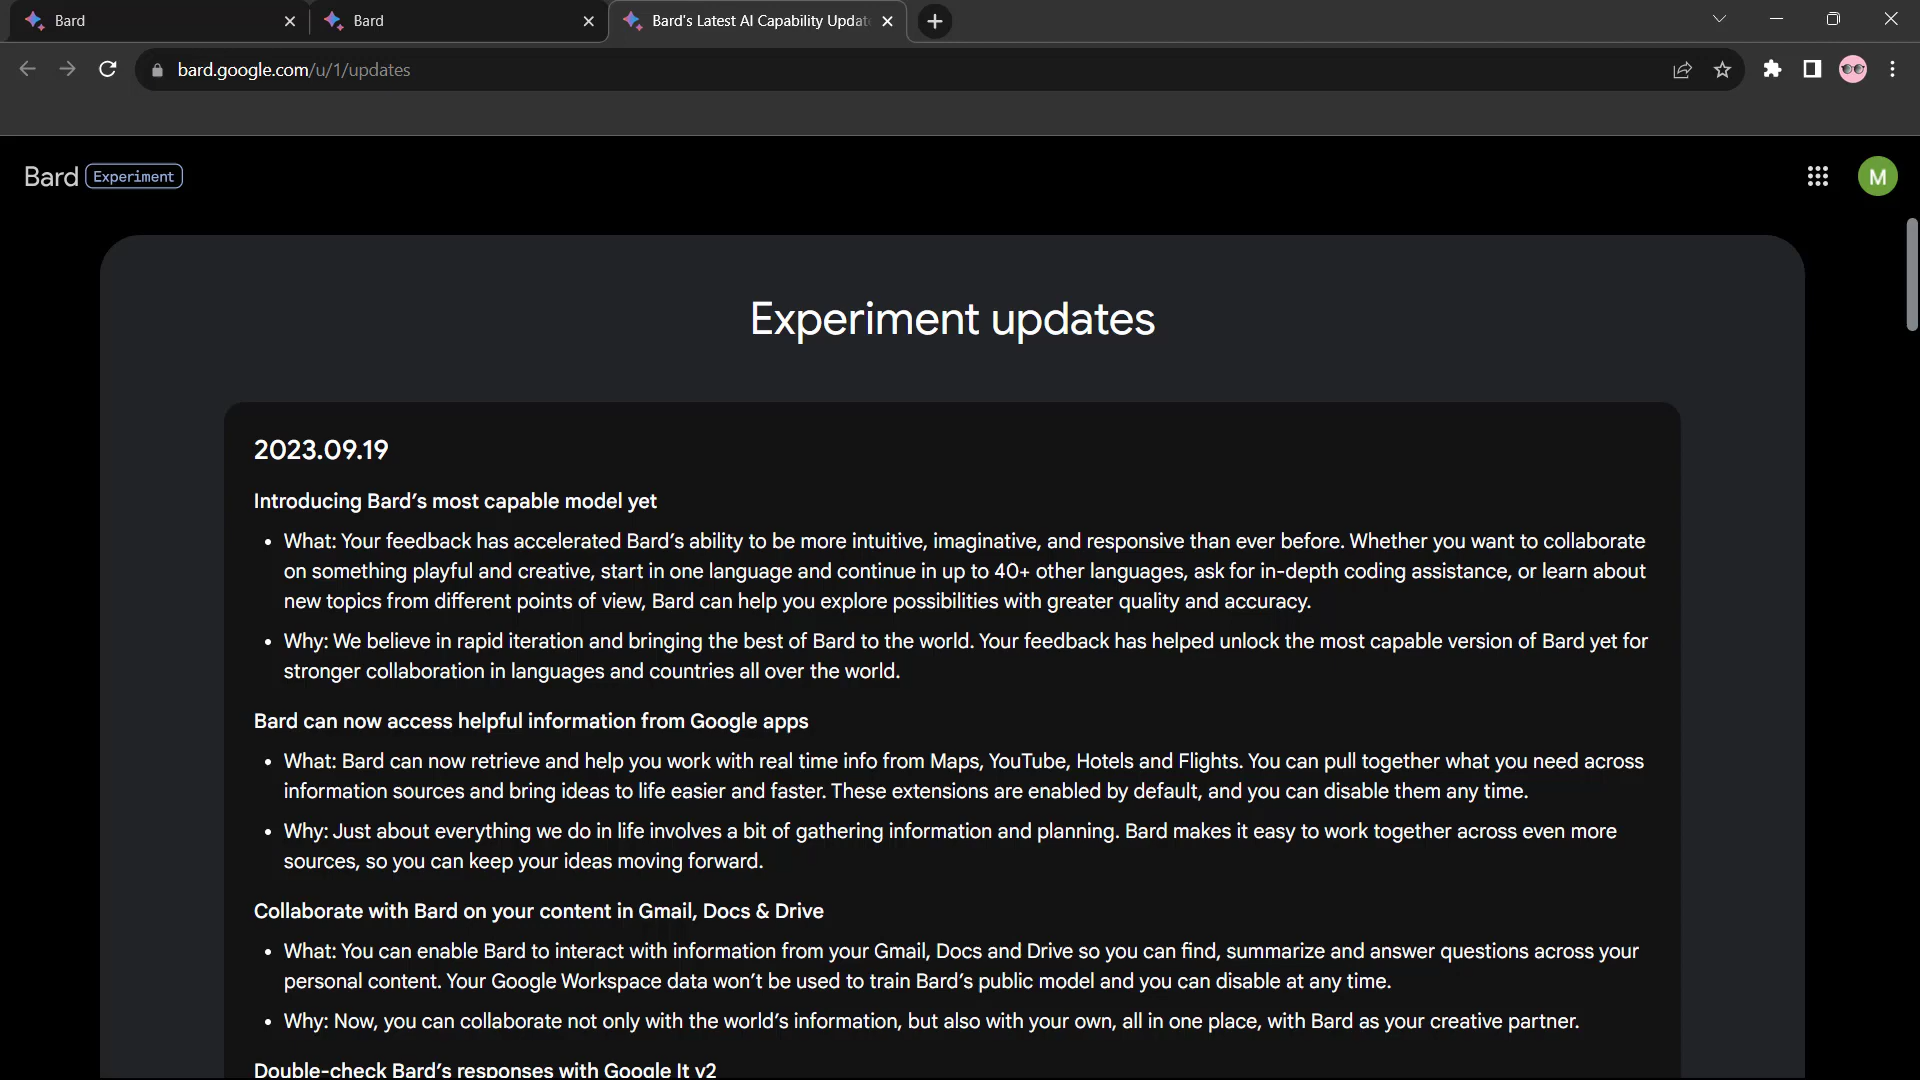 Bard
Bard
Bard's Latest AI Capability Updat
bard.google.com/u/1/updates
Bard Experiment
M
Experiment updates
2023.09.19
Introducing Bard’s most capable model yet
• What: Your feedback has accelerated Bard’s ability to be more intuitive, imaginative, and responsive than ever before. Whether you want to collaborate
on something playful and creative, start in one language and continue in up to 40+ other languages, ask for in-depth coding assistance, or learn about
new topics from different points of view, Bard can help you explore possibilities with greater quality and accuracy.
• Why: We believe in rapid iteration and bringing the best of Bard to the world. Your feedback has helped unlock the most capable version of Bard yet for
stronger collaboration in languages and countries all over the world.
Bard can now access helpful information from Google apps
• What: Bard can now retrieve and help you work with real time info from Maps, YouTube, Hotels and Flights. You can pull together what you need across
information sources and bring ideas to life easier and faster. These extensions are enabled by default, and you can disable them any time.
• Why: Just about everything we do in life involves a bit of gathering information and planning. Bard makes it easy to work together across even more
sources, so you can keep your ideas moving forward.
Collaborate with Bard on your content in Gmail, Docs & Drive
• What: You can enable Bard to interact with information from your Gmail, Docs and Drive so you can find, summarize and answer questions across your
personal content. Your Google Workspace data won’t be used to train Bard’s public model and you can disable at any time.
• Why: Now, you can collaborate not only with the world’s information, but also with your own, all in one place, with Bard as your creative partner.
Double-check Bard’s responses with Google It v2